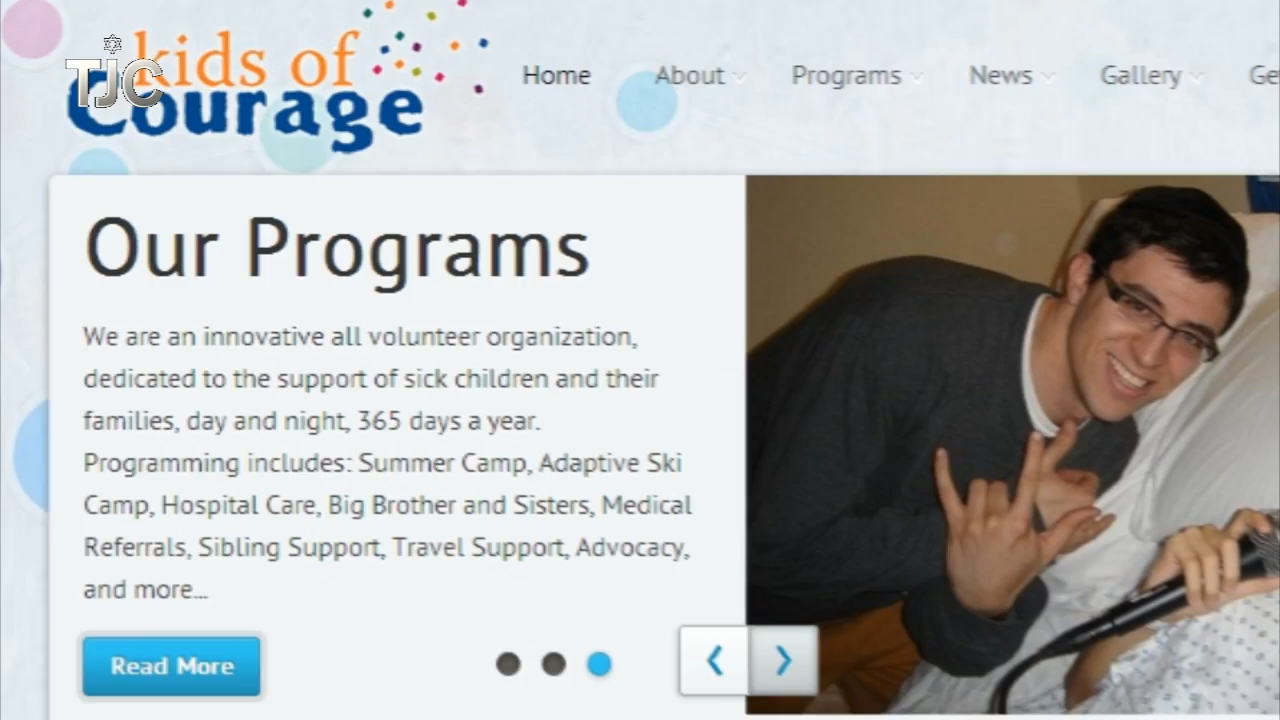 kids of
Courage
TJC
Home About Programs News Gallery Ge
Our Programs
We are an innovative all volunteer organization,
dedicated to the support of sick children and their
families, day and night, 365 days a year.
Programming includes: Summer Camp, Adaptive Ski
Camp, Hospital Care, Big Brother and Sisters, Medical
Referrals, Sibling Support, Travel Support, Advocacy,
and more...
Read More